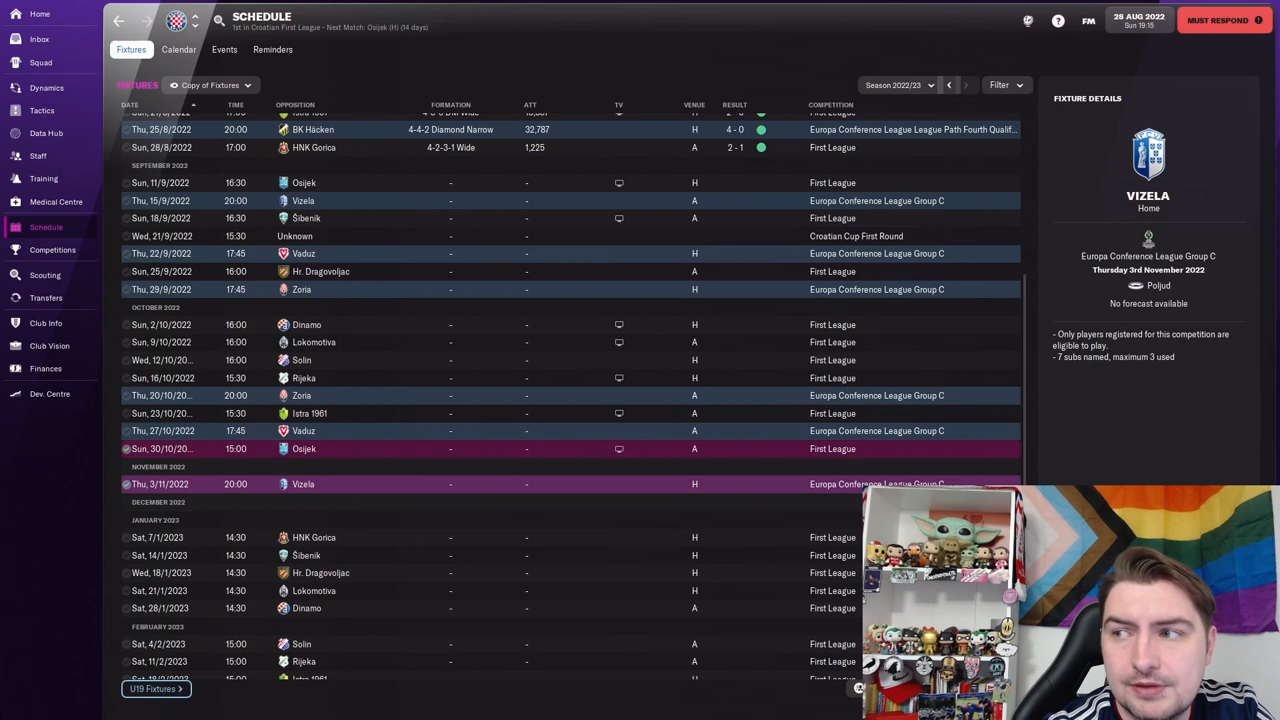 Home
Inbox
Squad
Dynamics
Tactics
Data Hub
Staff
Training
Medical Centre
Schedule
Competitions
Scouting
Transfers
Club Info
Club Vision
Finances
Dev. Centre
SCHEDULE
1st in Croatian First League - Next Match: Osijek (H) (14 days)
FM
28 AUG 2022
Sun 19:15
MUST RESPOND
Fixtures Calendar Events Reminders
FIXTURES Copy of Fixtures Season 2022/23 Filter
DATE TIME OPPOSITION FORMATION ATT TV VENUE RESULT COMPETITION
Thu, 25/8/2022 20:00 BK Häcken 4-4-2 Diamond Narrow 32,787 H 4 - 0 Europa Conference League League Path Fourth Qualif...
Sun, 28/8/2022 17:00 HNK Gorica 4-2-3-1 Wide 1,225 A 2 - 1 First League
SEPTEMBER 2022
Sun, 11/9/2022 16:30 Osijek - - H First League
Thu, 15/9/2022 20:00 Vizela - - A Europa Conference League Group C
Sun, 18/9/2022 16:30 Šibenik - - A First League
Wed, 21/9/2022 15:30 Unknown - - Croatian Cup First Round
Thu, 22/9/2022 17:45 Vaduz - - H Europa Conference League Group C
Sun, 25/9/2022 16:00 Hr. Dragovoljac - - A First League
Thu, 29/9/2022 17:45 Zoria - - H Europa Conference League Group C
OCTOBER 2022
Sun, 2/10/2022 16:00 Dinamo - - H First League
Sun, 9/10/2022 16:00 Lokomotiva - - A First League
Wed, 12/10/20... 16:00 Solin - - H First League
Sun, 16/10/2022 15:30 Rijeka - - H First League
Thu, 20/10/20... 20:00 Zoria - - A Europa Conference League Group C
Sun, 23/10/20... 15:30 Istra 1961 - - A First League
Thu, 27/10/2022 17:45 Vaduz - - A Europa Conference League Group C
Sun, 30/10/20... 15:00 Osijek - - A First League
NOVEMBER 2022
Thu, 3/11/2022 20:00 Vizela - - H Europa Conference League Group C
DECEMBER 2022
JANUARY 2023
Sat, 7/1/2023 14:30 HNK Gorica - - H First League
Sat, 14/1/2023 14:30 Šibenik - - H First League
Wed, 18/1/2023 14:30 Hr. Dragovoljac - - H First League
Sat, 21/1/2023 14:30 Lokomotiva - - H First League
Sat, 28/1/2023 14:30 Dinamo - - A First League
FEBRUARY 2023
Sat, 4/2/2023 15:00 Solin - - A First League
Sat, 11/2/2023 15:00 Rijeka - - A First League
U19 Fixtures
FIXTURE DETAILS
VIZELA
Home
Europa Conference League Group C
Thursday 3rd November 2022
Poljud
No forecast available
- Only players registered for this competition are
eligible to play.
- 7 subs named, maximum 3 used